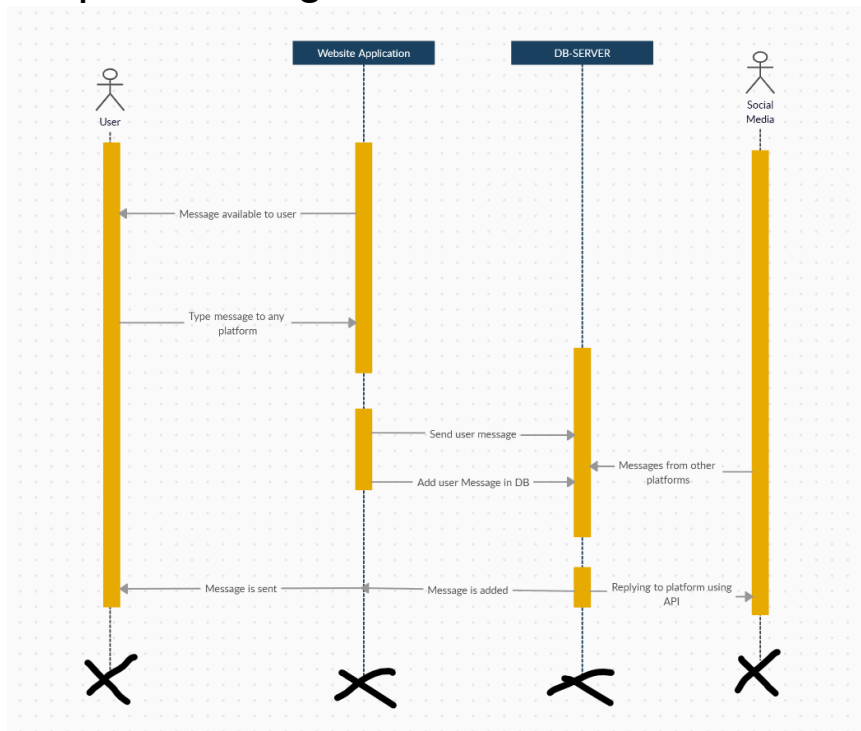 Website Application
DB-SERVER
User
Social
Media
Message available to user
Type message to any
platform
Send user message
Messages from other
platforms
Add user Message in DB
Message is sent
Message is added
Replying to platform using
API